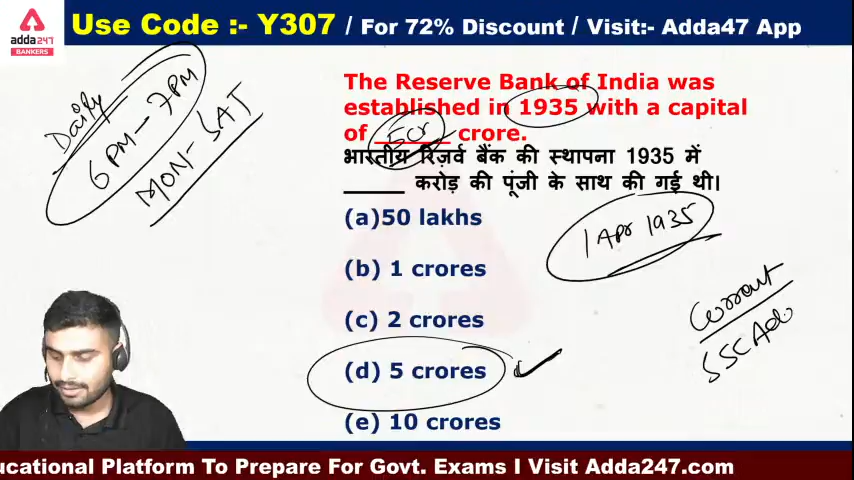 adda247
BANKERS
Use Code :- Y307 / For 72% Discount / Visit:- Adda47 App
Daily
6 PM - 7 PM
MON - SAT
The Reserve Bank of India was
established in 1935 with a capital
of 5cr crore.
भारतीय रिज़र्व बैंक की स्थापना 1935 में
______ करोड़ की पूंजी के साथ की गई थी।
1 Apr 1935
(a)50 lakhs
(b) 1 crores
(c) 2 crores
Current
SSC Ado
(d) 5 crores
(e) 10 crores
ucational Platform To Prepare For Govt. Exams I Visit Adda247.com